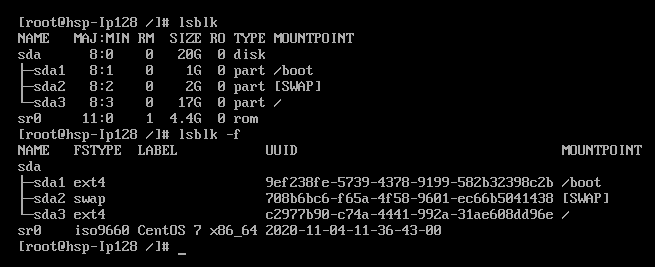 [root@hsp-Ip128 /]# lsblk
NAME   MAJ:MIN RM  SIZE RO TYPE MOUNTPOINT
sda      8:0    0   20G  0 disk
├─sda1   8:1    0    1G  0 part /boot
├─sda2   8:2    0    2G  0 part [SWAP]
└─sda3   8:3    0   17G  0 part /
sr0     11:0    1  4.4G  0 rom
[root@hsp-Ip128 /]# lsblk -f
NAME   FSTYPE  LABEL           UUID                                 MOUNTPOINT
sda
├─sda1 ext4                    9ef238fe-5739-4378-9199-582b32398c2b /boot
├─sda2 swap                    708b6bc6-f65a-4f58-9601-ec66b5041438 [SWAP]
└─sda3 ext4                    c2977b90-c74a-4441-992a-31ae608dd96e /
sr0    iso9660 CentOS 7 x86_64 2020-11-04-11-36-43-00
[root@hsp-Ip128 /]# _